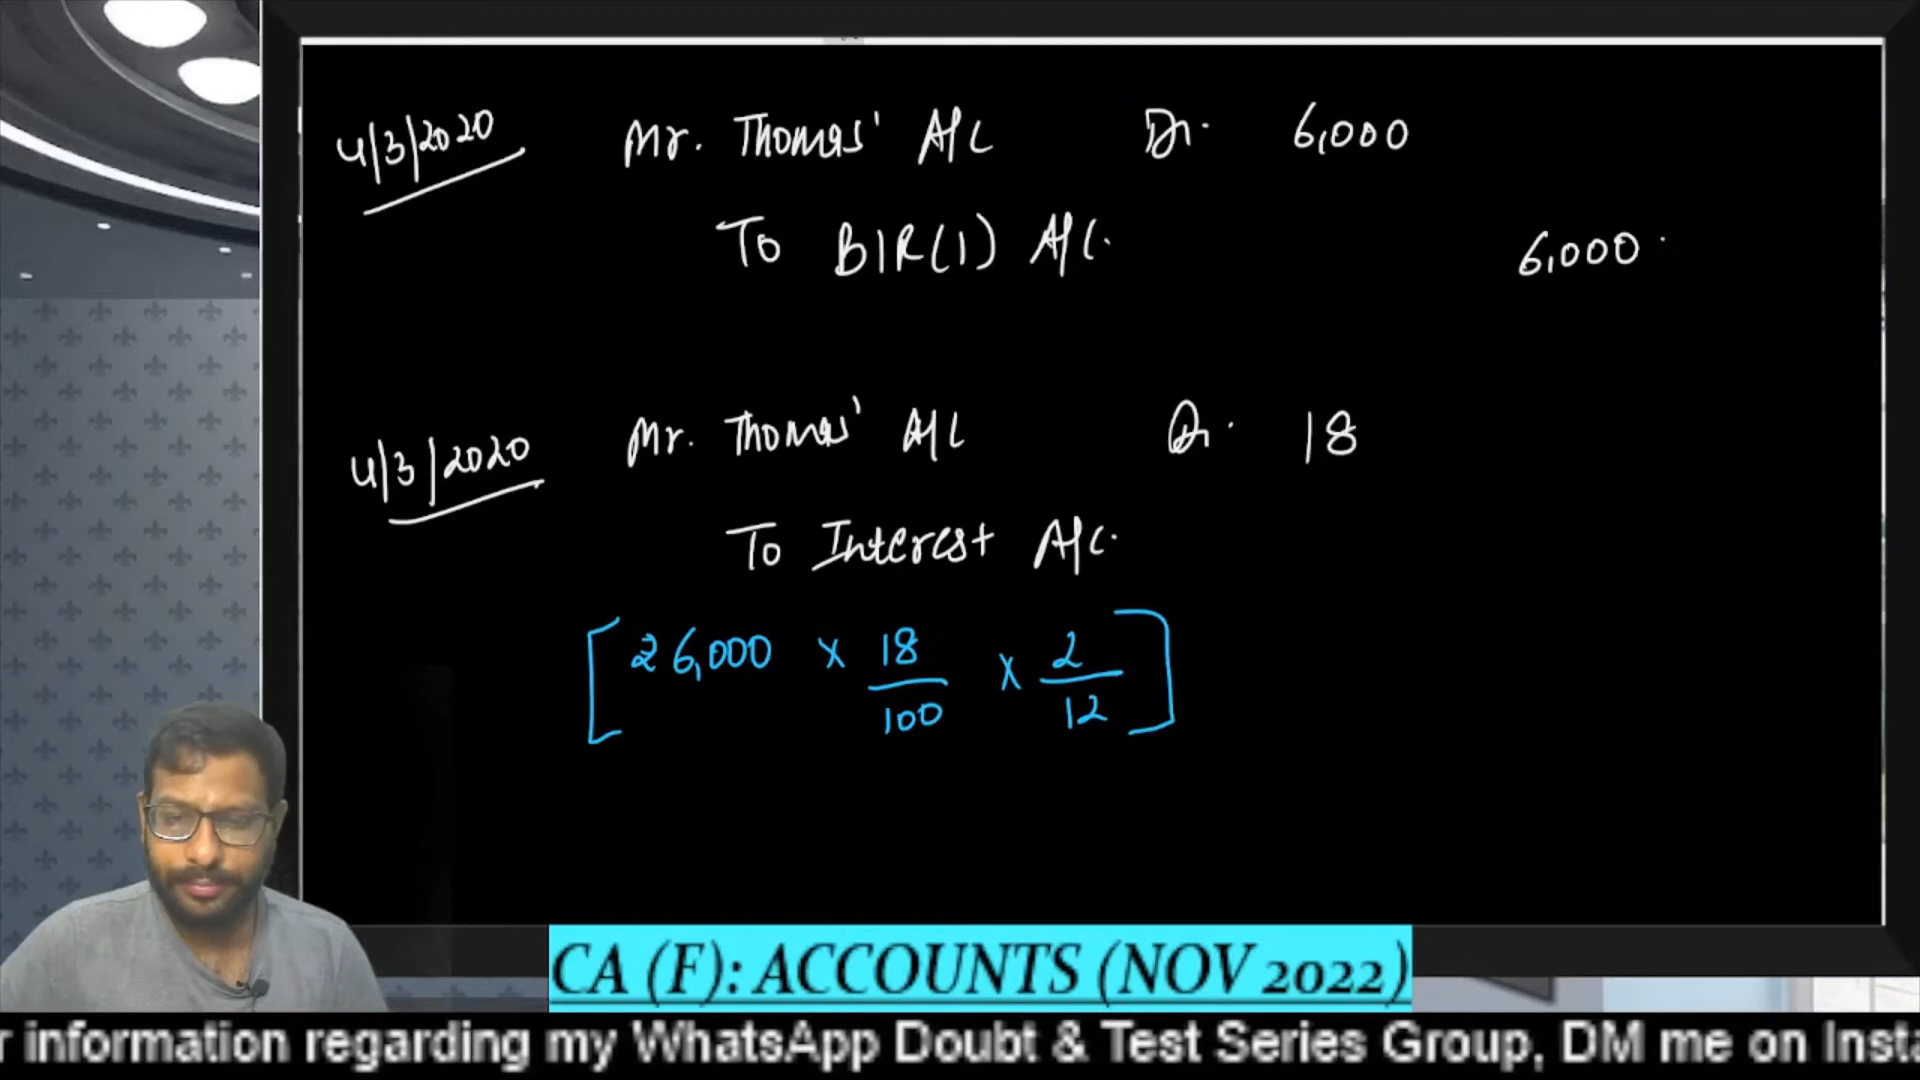 4/3/2020 Mr. Thomas' A/C Dr. 6,000
To B/R(1) A/C. 6,000
4/3/2020 Mr. Thomas' A/C Dr. 18
To Interest A/C.
[26,000 x 18/100 x 2/12]
CA (F): ACCOUNTS (NOV 2022)
r information regarding my WhatsApp Doubt & Test Series Group, DM me on Insta